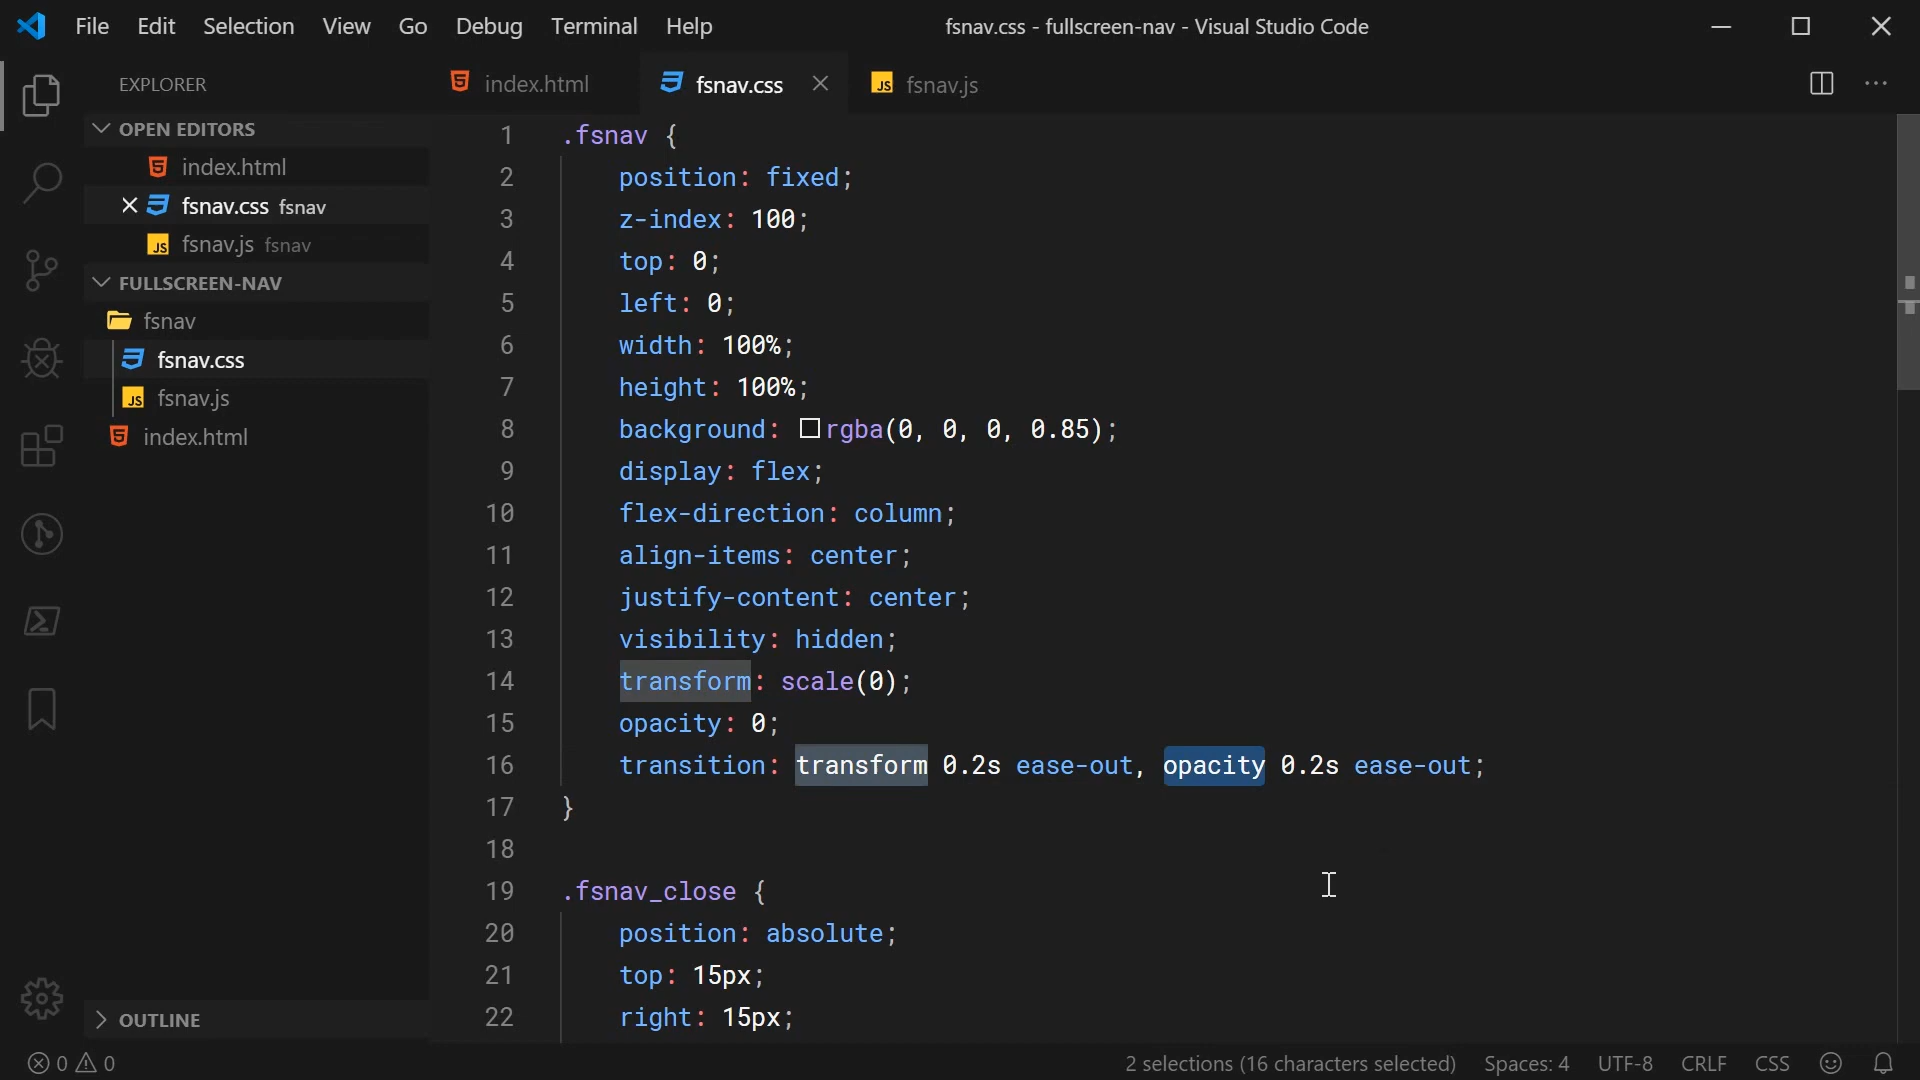 File Edit Selection View Go Debug Terminal Help fsnav.css - fullscreen-nav - Visual Studio Code
EXPLORER
index.html fsnav.css fsnav.js
OPEN EDITORS
index.html
fsnav.css fsnav
fsnav.js fsnav
FULLSCREEN-NAV
fsnav
fsnav.css
fsnav.js
index.html
OUTLINE
1 .fsnav {
2 position: fixed;
3 z-index: 100;
4 top: 0;
5 left: 0;
6 width: 100%;
7 height: 100%;
8 background: rgba(0, 0, 0, 0.85);
9 display: flex;
10 flex-direction: column;
11 align-items: center;
12 justify-content: center;
13 visibility: hidden;
14 transform: scale(0);
15 opacity: 0;
16 transition: transform 0.2s ease-out, opacity 0.2s ease-out;
17 }
18
19 .fsnav_close {
20 position: absolute;
21 top: 15px;
22 right: 15px;
0 0 2 selections (16 characters selected) Spaces: 4 UTF-8 CRLF CSS